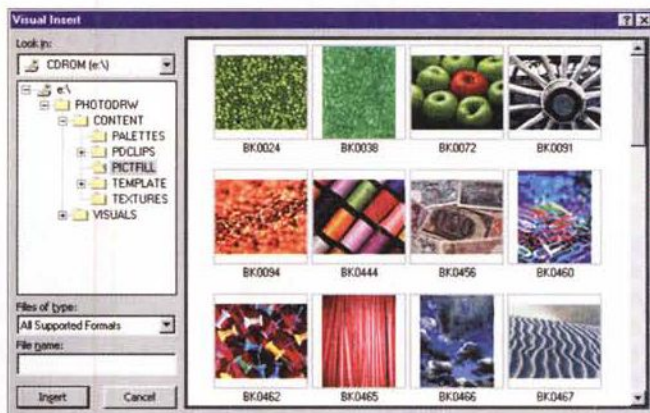 Visual Insert
Look in:
CDROM (e:\)
e:\
PHOTODRW
CONTENT
PALETTES
PDCLIPS
PICTFILL
TEMPLATE
TEXTURES
VISUALS
Files of type:
All Supported Formats
File name:
Insert
Cancel
BK0024
BK0038
BK0072
BK0091
BK0094
BK0444
BK0456
BK0460
BK0462
BK0465
BK0466
BK0467